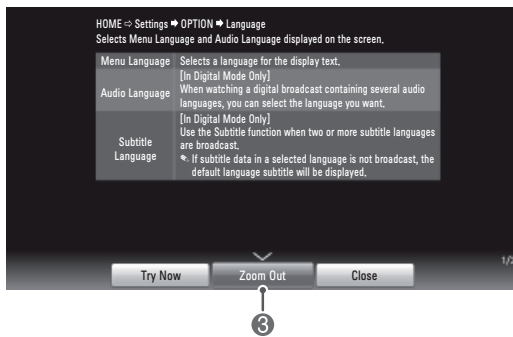 HOME ⇨ Settings ➡ OPTION ➡ Language
Selects Menu Language and Audio Language displayed on the screen.
Menu Language Selects a language for the display text.
[In Digital Mode Only]
When watching a digital broadcast containing several audio
Audio Language
languages, you can select the language you want.
[In Digital Mode Only]
Use the Subtitle function when two or more subtitle languages
are broadcast.
Subtitle
Language
If subtitle data in a selected language is not broadcast, the
default language subtitle will be displayed.
1/2
Try Now Zoom Out Close
3